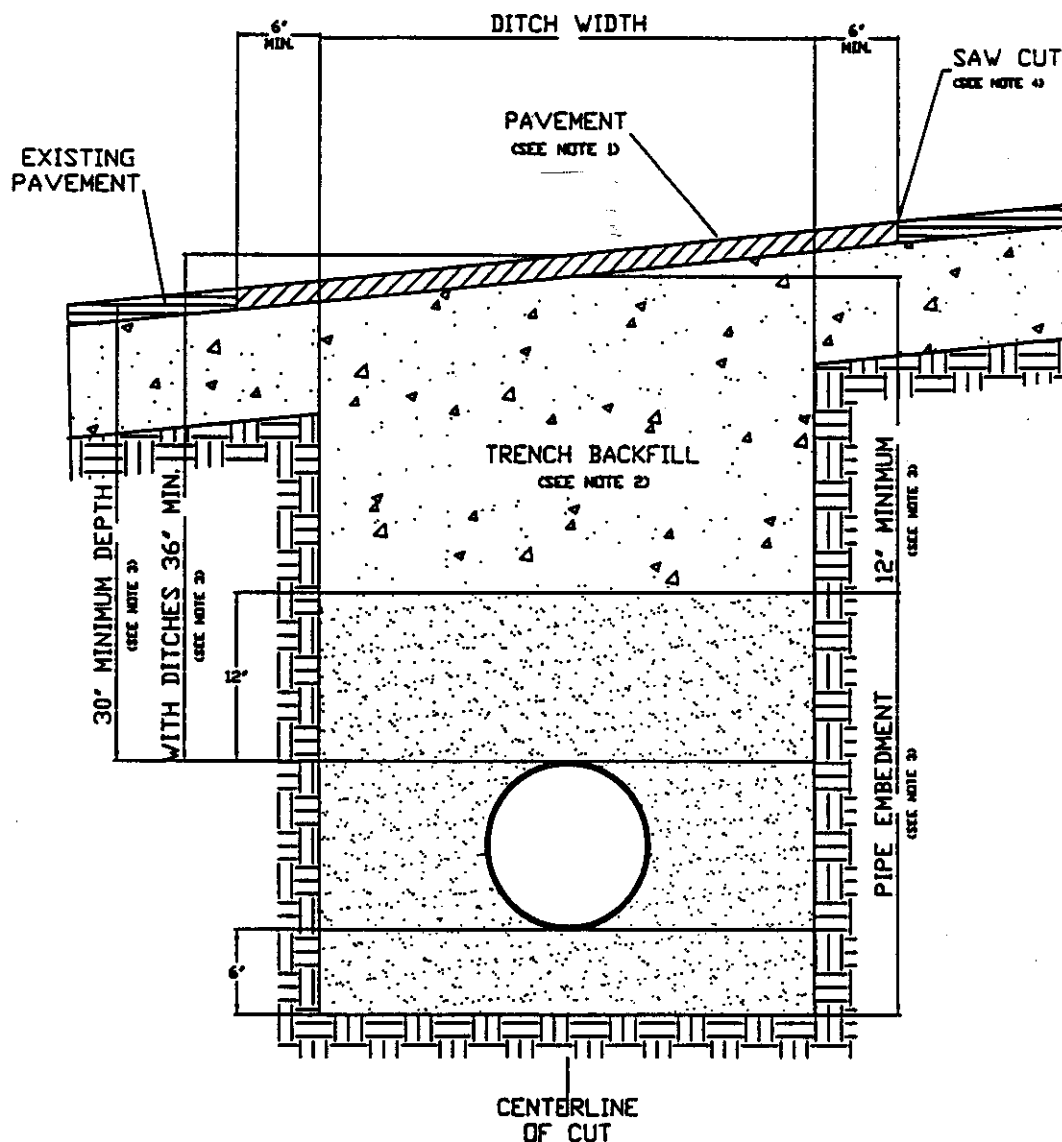 6" MIN.
DITCH WIDTH
6" MIN.
SAW CUT
(SEE NOTE 4)
PAVEMENT
(SEE NOTE 1)
EXISTING
PAVEMENT
TRENCH BACKFILL
(SEE NOTE 2)
30" MINIMUM DEPTH
(SEE NOTE 3)
WITH DITCHES 36" MIN.
(SEE NOTE 3)
12" MINIMUM
(SEE NOTE 3)
12"
PIPE EMBEDMENT
(SEE NOTE 3)
6"
CENTERLINE
OF CUT